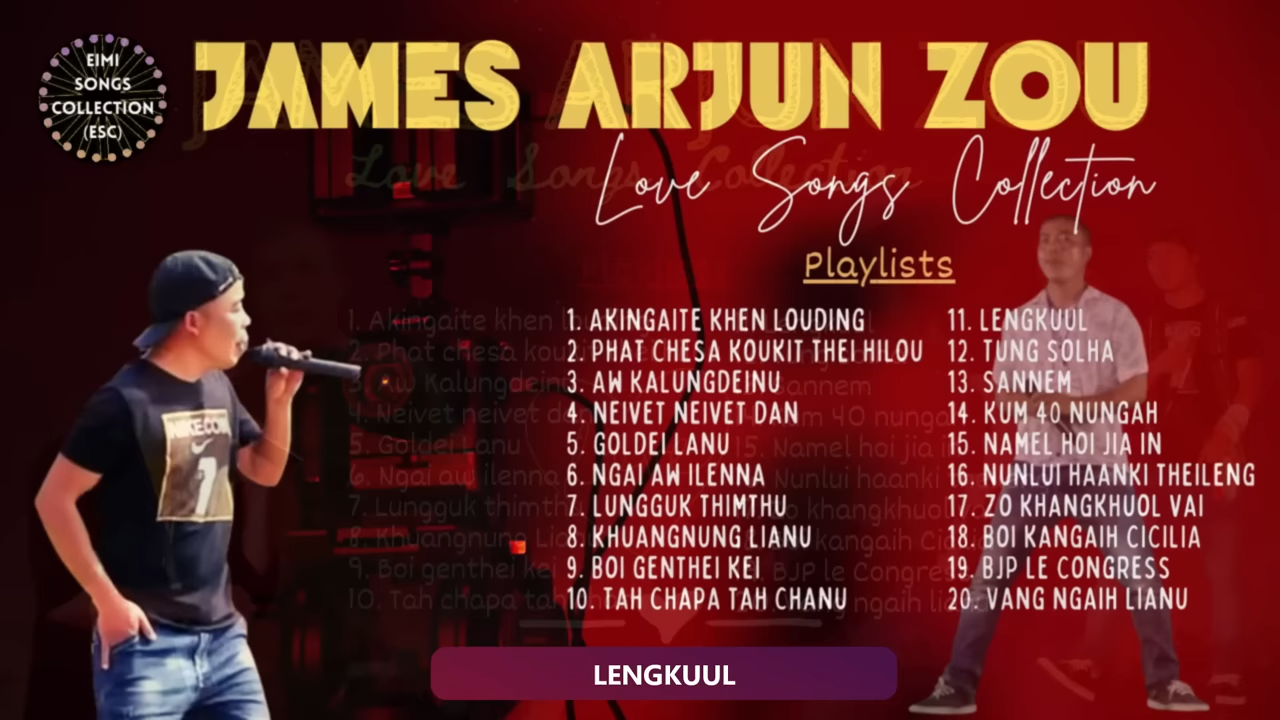 EIMI
SONGS
COLLECTION
(ESC)
JAMES ARJUN ZOU
Love Songs Collection
Playlists
1. AKINGAITE KHEN LOUDING
2. PHAT CHESA KOUKIT THEI HILOU
3. AW KALUNGDEINU
4. NEIVET NEIVET DAN
5. GOLDEI LANU
6. NGAI AW ILENNA
7. LUNGGUK THIMTHU
8. KHUANGNUNG LIANU
9. BOI GENTHEI KEI
10. TAH CHAPA TAH CHANU
11. LENGKUUL
12. TUNG SOLHA
13. SANNEM
14. KUM 40 NUNGAH
15. NAMEL HOI JIA IN
16. NUNLUI HAANKI THEILENG
17. ZO KHANGKHUOL VAI
18. BOI KANGAIH CICILIA
19. BJP LE CONGRESS
20. VANG NGAIH LIANU
NIKE.COM
LENGKUUL